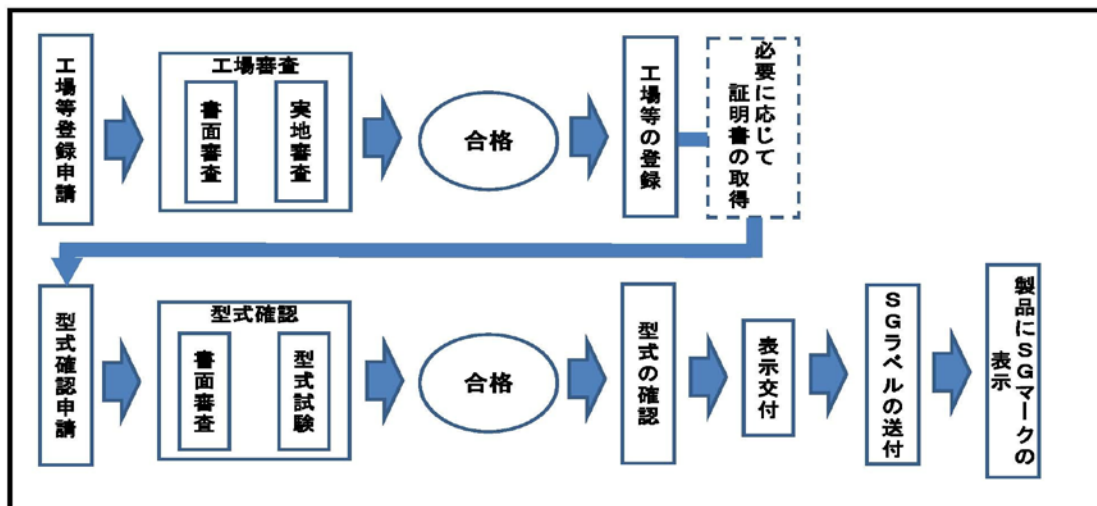 工場等登録申請
工場審査
書面審査
実地審査
合格
工場等の登録
必要に応じて
証明書の取得
型式確認申請
型式確認
書面審査
型式試験
合格
型式の確認
表示交付
SGラベルの送付
製品にSGマークの
表示